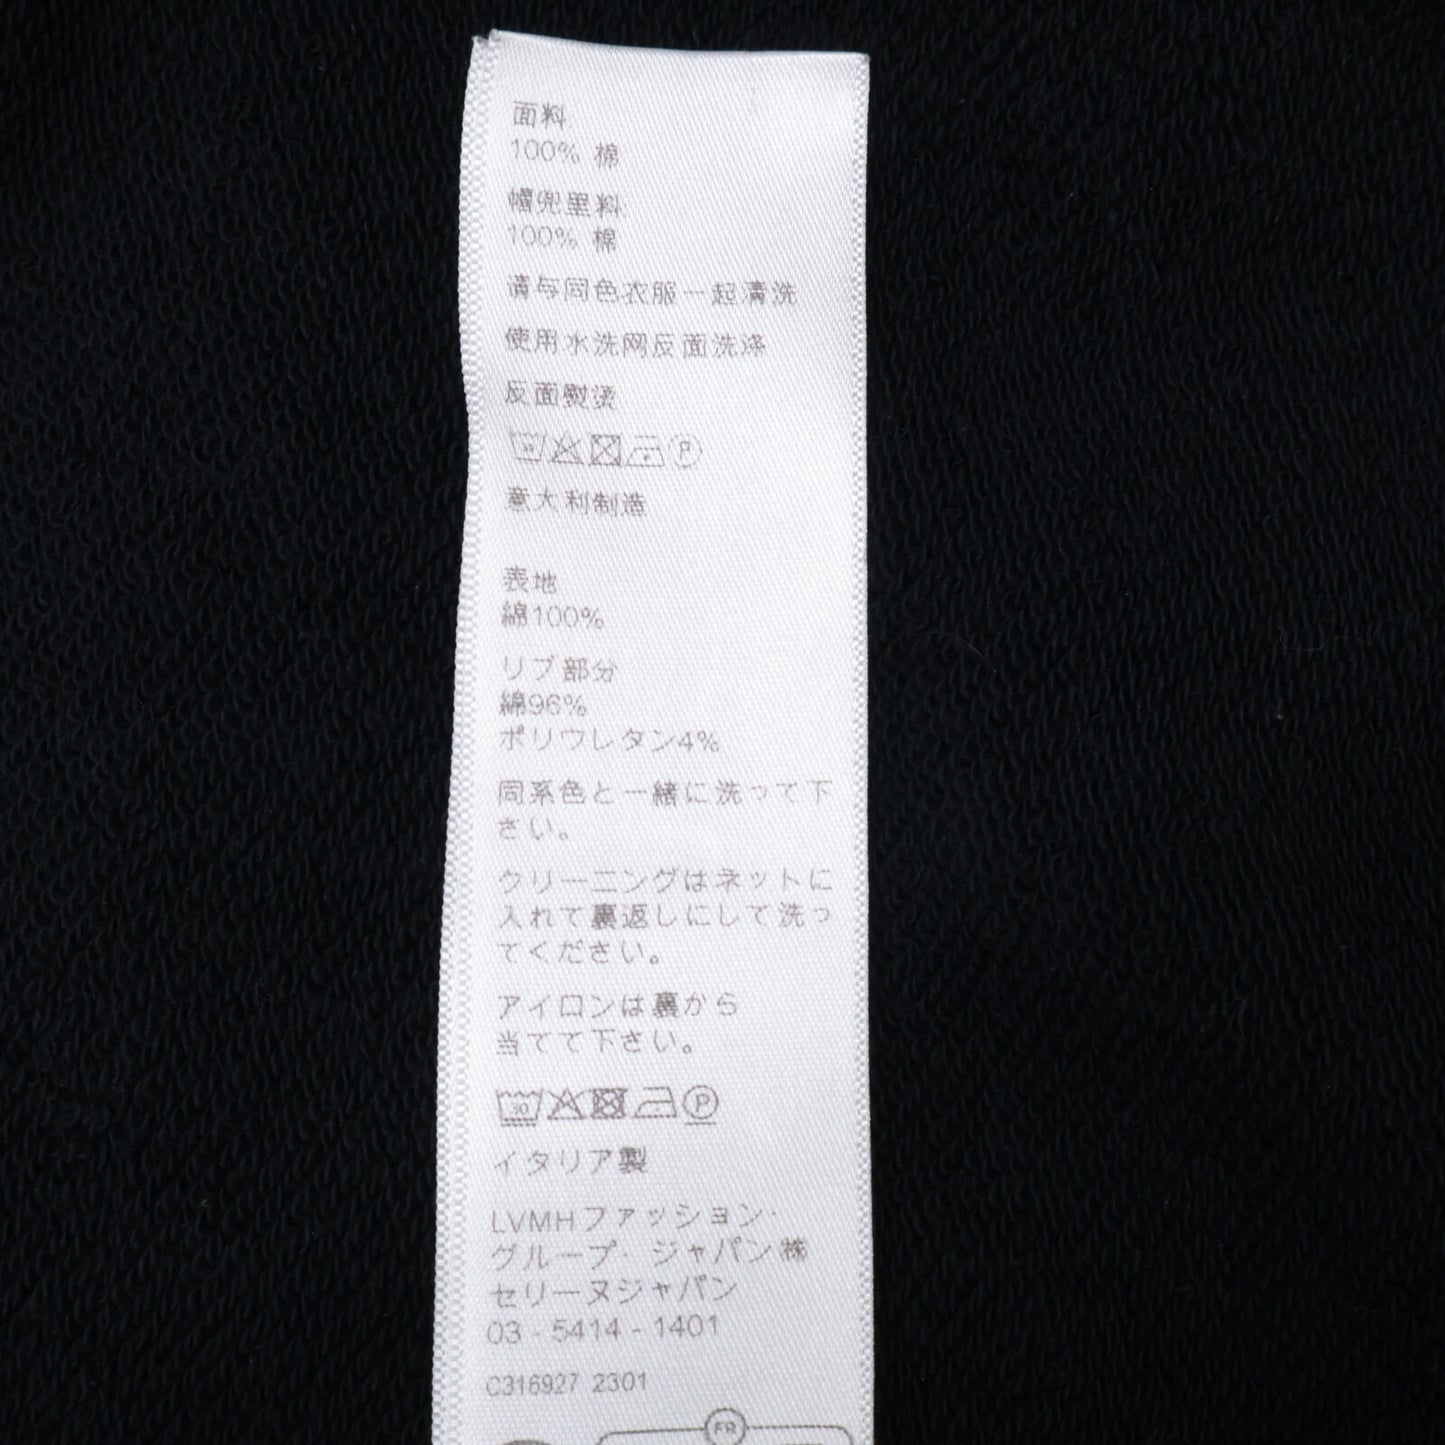 面料
100% 棉
帽兜里料
100% 棉
请与同色衣服一起清洗
使用水洗网反面洗涤
反面熨烫
30 P
意大利制造
表地
綿100%
リブ部分
綿96%
ポリウレタン4%
同系色と一緒に洗って下
さい。
クリーニングはネットに
入れて裏返しにして洗っ
てください。
アイロンは裏から
当てて下さい。
30 P
イタリア製
LVMHファッション・
グループ・ジャパン㈱
セリーヌジャパン
03 - 5414 - 1401
C316927 2301
FR